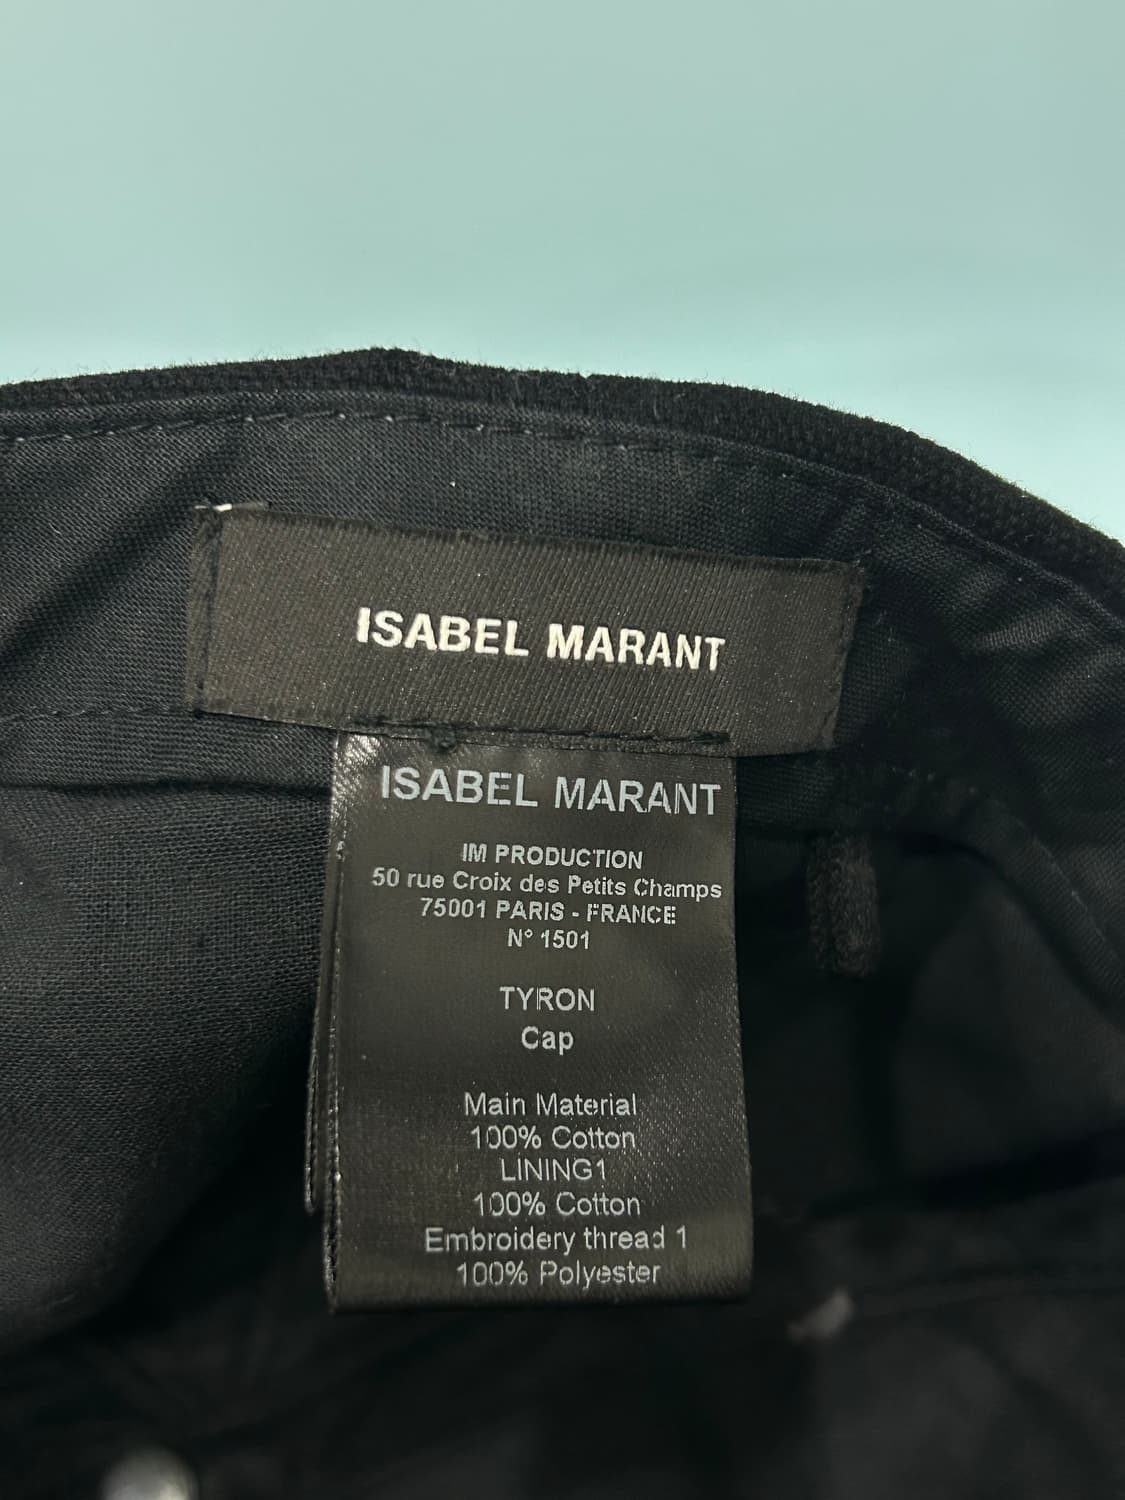 ISABEL MARANT
ISABEL MARANT
IM PRODUCTION
50 rue Croix des Petits Champs
75001 PARIS - FRANCE
N° 1501
TYRON
Cap
Main Material
100% Cotton
LINING1
100% Cotton
Embroidery thread 1
100% Polyester